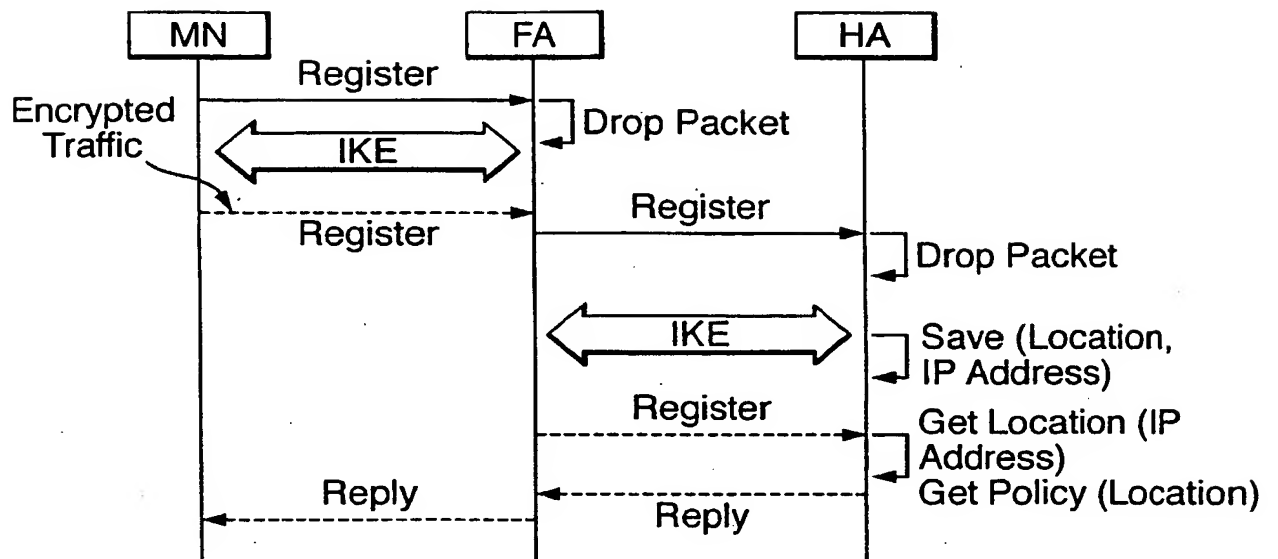 MN
FA
HA
Register
Encrypted
Traffic
Drop Packet
IKE
Register
Register
Drop Packet
IKE
Save (Location,
IP Address)
Register
Get Location (IP
Address)
Get Policy (Location)
Reply
Reply